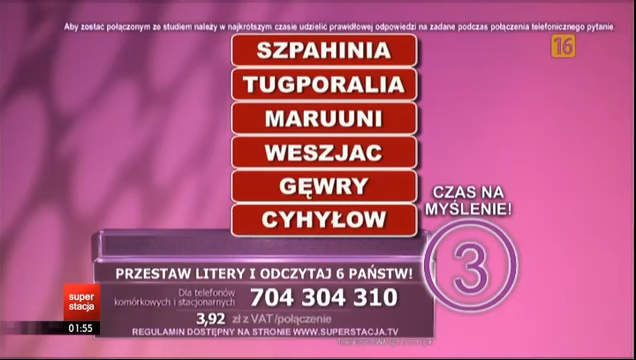 Aby zostać połączonym ze studiem należy w najkrótszym czasie udzielić prawidłowej odpowiedzi na zadane podczas połączenia telefonicznego pytanie.
16
SZPAHINIA
TUGPORALIA
MARUUNI
WESZJAC
GĘWRY
CYHYŁOW
CZAS NA
MYŚLENIE!
3
PRZESTAW LITERY I ODCZYTAJ 6 PAŃSTW!
Dla telefonów
komórkowych i stacjonarnych 704 304 310
3,92 zł z VAT/połączenie
REGULAMIN DOSTĘPNY NA STRONIE WWW.SUPERSTACJA.TV
super
stacja
01:55